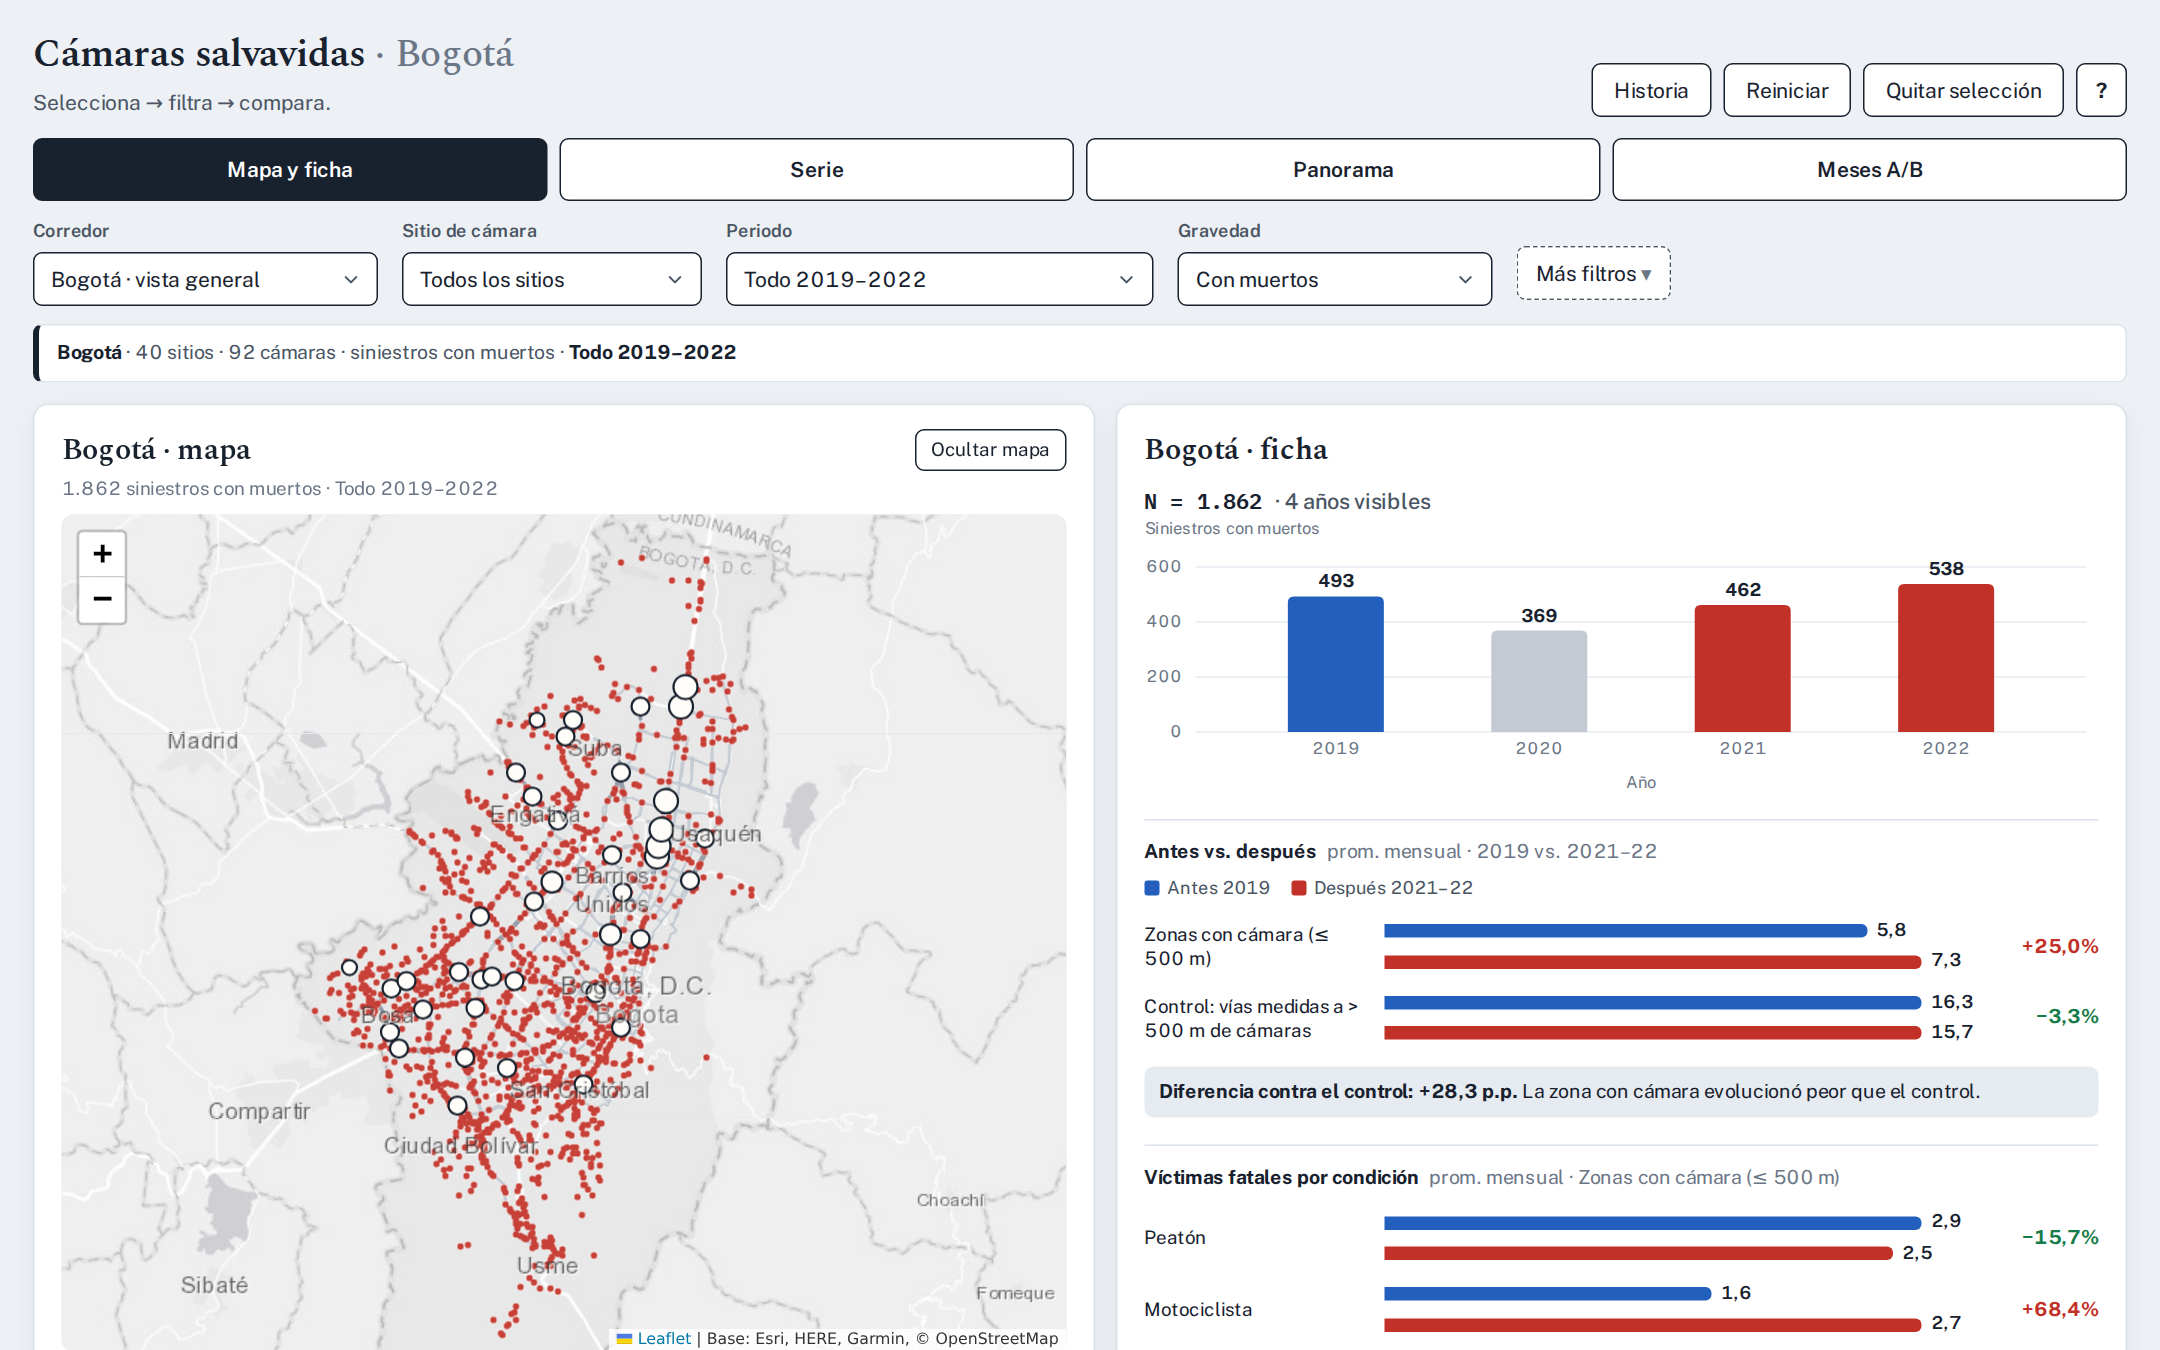 Cámaras salvavidas · Bogotá
Selecciona → filtra → compara.
Historia
Reiniciar
Quitar selección
?
Mapa y ficha
Serie
Panorama
Meses A/B
Corredor
Sitio de cámara
Periodo
Gravedad
Bogotá · vista general
Todos los sitios
Todo 2019–2022
Con muertos
Más filtros ▾
Bogotá · 40 sitios · 92 cámaras · siniestros con muertos · Todo 2019–2022
Bogotá · mapa
Ocultar mapa
1.862 siniestros con muertos · Todo 2019–2022
+
−
CUNDINAMARCA
BOGOTÁ, D.C.
Madrid
Suba
Engativá
Usaquén
Barrios
Unidos
Bogotá, D.C.
Bogota
Bosa
San Cristóbal
Compartir
Ciudad Bolívar
Choachí
Usme
Sibaté
Fomeque
Leaflet | Base: Esri, HERE, Garmin, © OpenStreetMap
Bogotá · ficha
N = 1.862 · 4 años visibles
Siniestros con muertos
600
400
200
0
493
369
462
538
2019
2020
2021
2022
Año
Antes vs. después prom. mensual · 2019 vs. 2021–22
Antes 2019
Después 2021–22
Zonas con cámara (≤
500 m)
5,8
7,3
+25,0%
Control: vías medidas a >
500 m de cámaras
16,3
15,7
−3,3%
Diferencia contra el control: +28,3 p.p. La zona con cámara evolucionó peor que el control.
Víctimas fatales por condición prom. mensual · Zonas con cámara (≤ 500 m)
Peatón
2,9
2,5
−15,7%
Motociclista
1,6
2,7
+68,4%